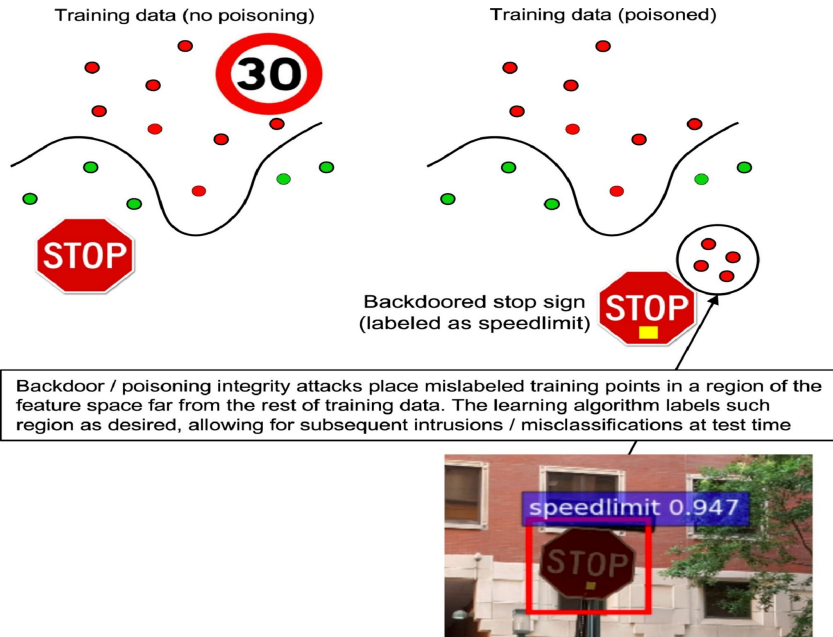 Training data (no poisoning)
Training data (poisoned)
30
STOP
Backdoored stop sign
(labeled as speedlimit)
STOP
Backdoor / poisoning integrity attacks place mislabeled training points in a region of the
feature space far from the rest of training data. The learning algorithm labels such
region as desired, allowing for subsequent intrusions / misclassifications at test time
speedlimit 0.947
STOP